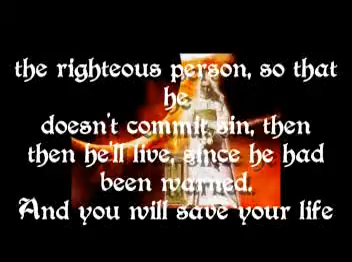 the righteous person, so that
he
doesn't commit sin, then
then he'll live, since he had
been warned.
And you will save your life